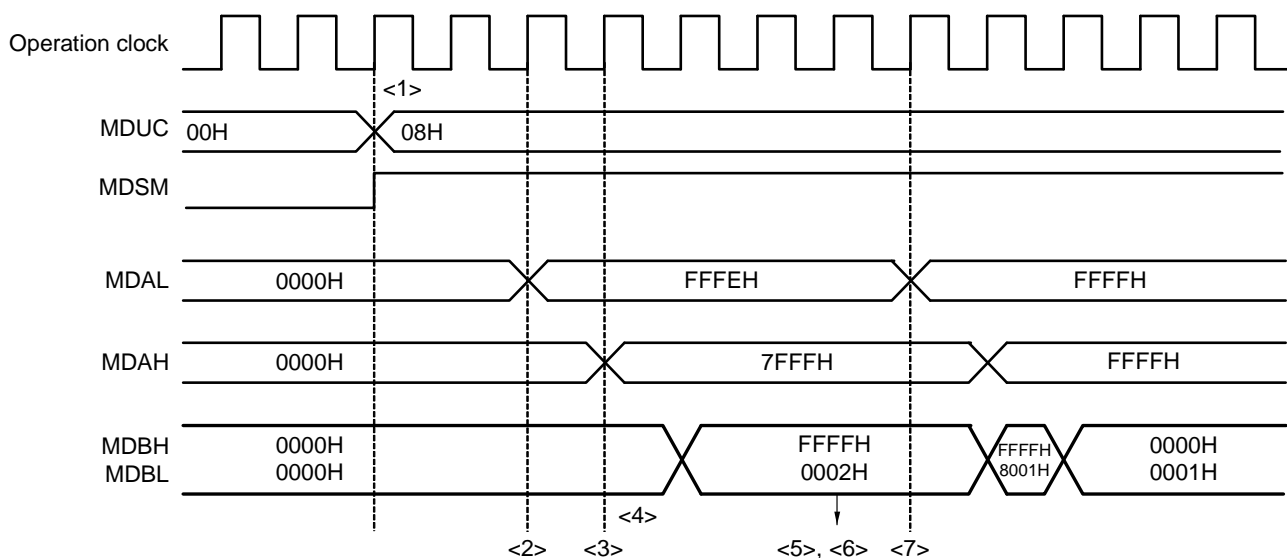 Operation clock
<1>
MDUC 00H 08H
MDSM
MDAL 0000H FFFEH FFFFH
MDAH 0000H 7FFFH FFFFH
MDBH 0000H FFFFH FFFFH 0000H
MDBL 0000H 0002H 8001H 0001H
<4>
<2> <3> <5>, <6> <7>